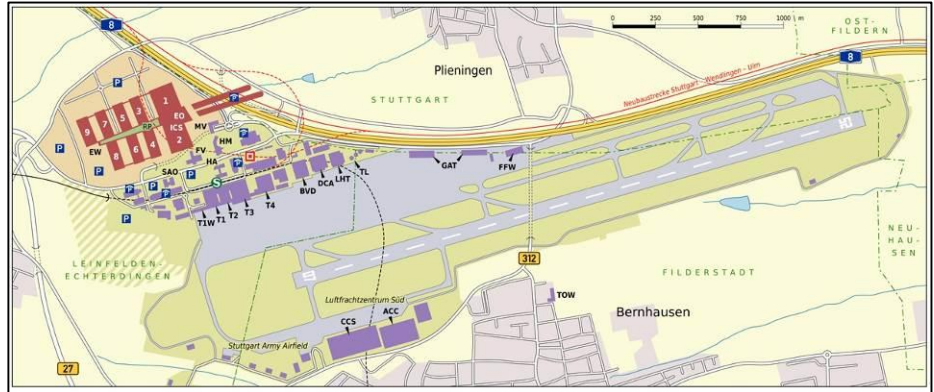 8
0 250 500 750 1000 m
OST-
FILDERN
8
Plieningen
Neubaustrecke Stuttgart - Wendlingen - Ulm
STUTTGART
1
3
5
7
9
EO
ICS
2
RP
MV
EW
8
6
4
HM
FV
HA
SAO
S
GAT
FFW
TL
LHT
DCA
BVD
T4
T3
T2
T1
T1W
LEINFELDEN-
ECHTERDINGEN
NEU-
HAU-
SEN
312
FILDERSTADT
TOW
Luftfrachtzentrum Süd
Bernhausen
CCS
ACC
Stuttgart Army Airfield
27
P
P
P
P
P
P
P
P
P
P
P
P